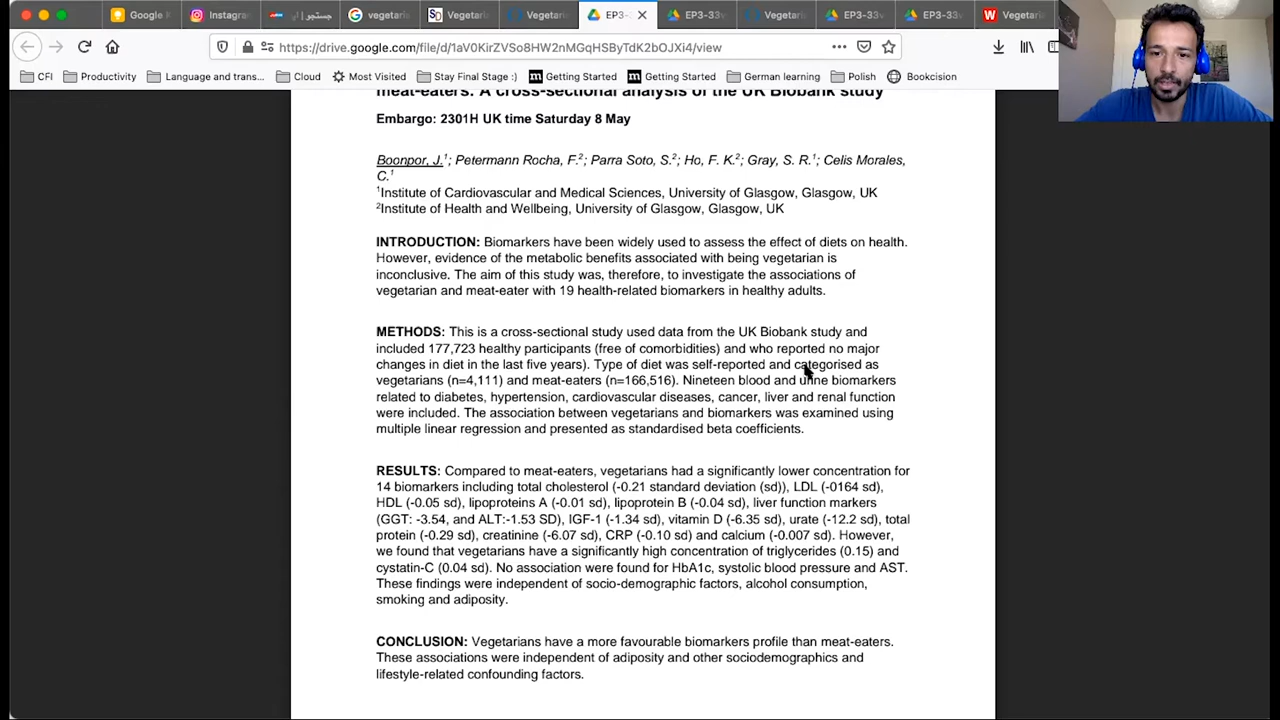 Google K
Instagram
جستجو | اب
vegetari
Vegetari
Vegetari
EP3-
EP3-33v
Vegetari
EP3-33v
EP3-33v
Vegetari
https://drive.google.com/file/d/1aV0KirZVSo8HW2nMGqHSByTdK2bOJXi4/view
CFI
Productivity
Language and trans...
Cloud
Most Visited
Stay Final Stage :)
Getting Started
Getting Started
German learning
Polish
Bookcision
meat-eaters. A cross-sectional analysis of the UK Biobank study
Embargo: 2301H UK time Saturday 8 May
Boonpor, J.1; Petermann Rocha, F.2; Parra Soto, S.2; Ho, F. K.2; Gray, S. R.1; Celis Morales,
C.1
1Institute of Cardiovascular and Medical Sciences, University of Glasgow, Glasgow, UK
2Institute of Health and Wellbeing, University of Glasgow, Glasgow, UK
INTRODUCTION: Biomarkers have been widely used to assess the effect of diets on health.
However, evidence of the metabolic benefits associated with being vegetarian is
inconclusive. The aim of this study was, therefore, to investigate the associations of
vegetarian and meat-eater with 19 health-related biomarkers in healthy adults.
METHODS: This is a cross-sectional study used data from the UK Biobank study and
included 177,723 healthy participants (free of comorbidities) and who reported no major
changes in diet in the last five years). Type of diet was self-reported and categorised as
vegetarians (n=4,111) and meat-eaters (n=166,516). Nineteen blood and urine biomarkers
related to diabetes, hypertension, cardiovascular diseases, cancer, liver and renal function
were included. The association between vegetarians and biomarkers was examined using
multiple linear regression and presented as standardised beta coefficients.
RESULTS: Compared to meat-eaters, vegetarians had a significantly lower concentration for
14 biomarkers including total cholesterol (-0.21 standard deviation (sd)), LDL (-0164 sd),
HDL (-0.05 sd), lipoproteins A (-0.01 sd), lipoprotein B (-0.04 sd), liver function markers
(GGT: -3.54, and ALT:-1.53 SD), IGF-1 (-1.34 sd), vitamin D (-6.35 sd), urate (-12.2 sd), total
protein (-0.29 sd), creatinine (-6.07 sd), CRP (-0.10 sd) and calcium (-0.007 sd). However,
we found that vegetarians have a significantly high concentration of triglycerides (0.15) and
cystatin-C (0.04 sd). No association were found for HbA1c, systolic blood pressure and AST.
These findings were independent of socio-demographic factors, alcohol consumption,
smoking and adiposity.
CONCLUSION: Vegetarians have a more favourable biomarkers profile than meat-eaters.
These associations were independent of adiposity and other sociodemographics and
lifestyle-related confounding factors.